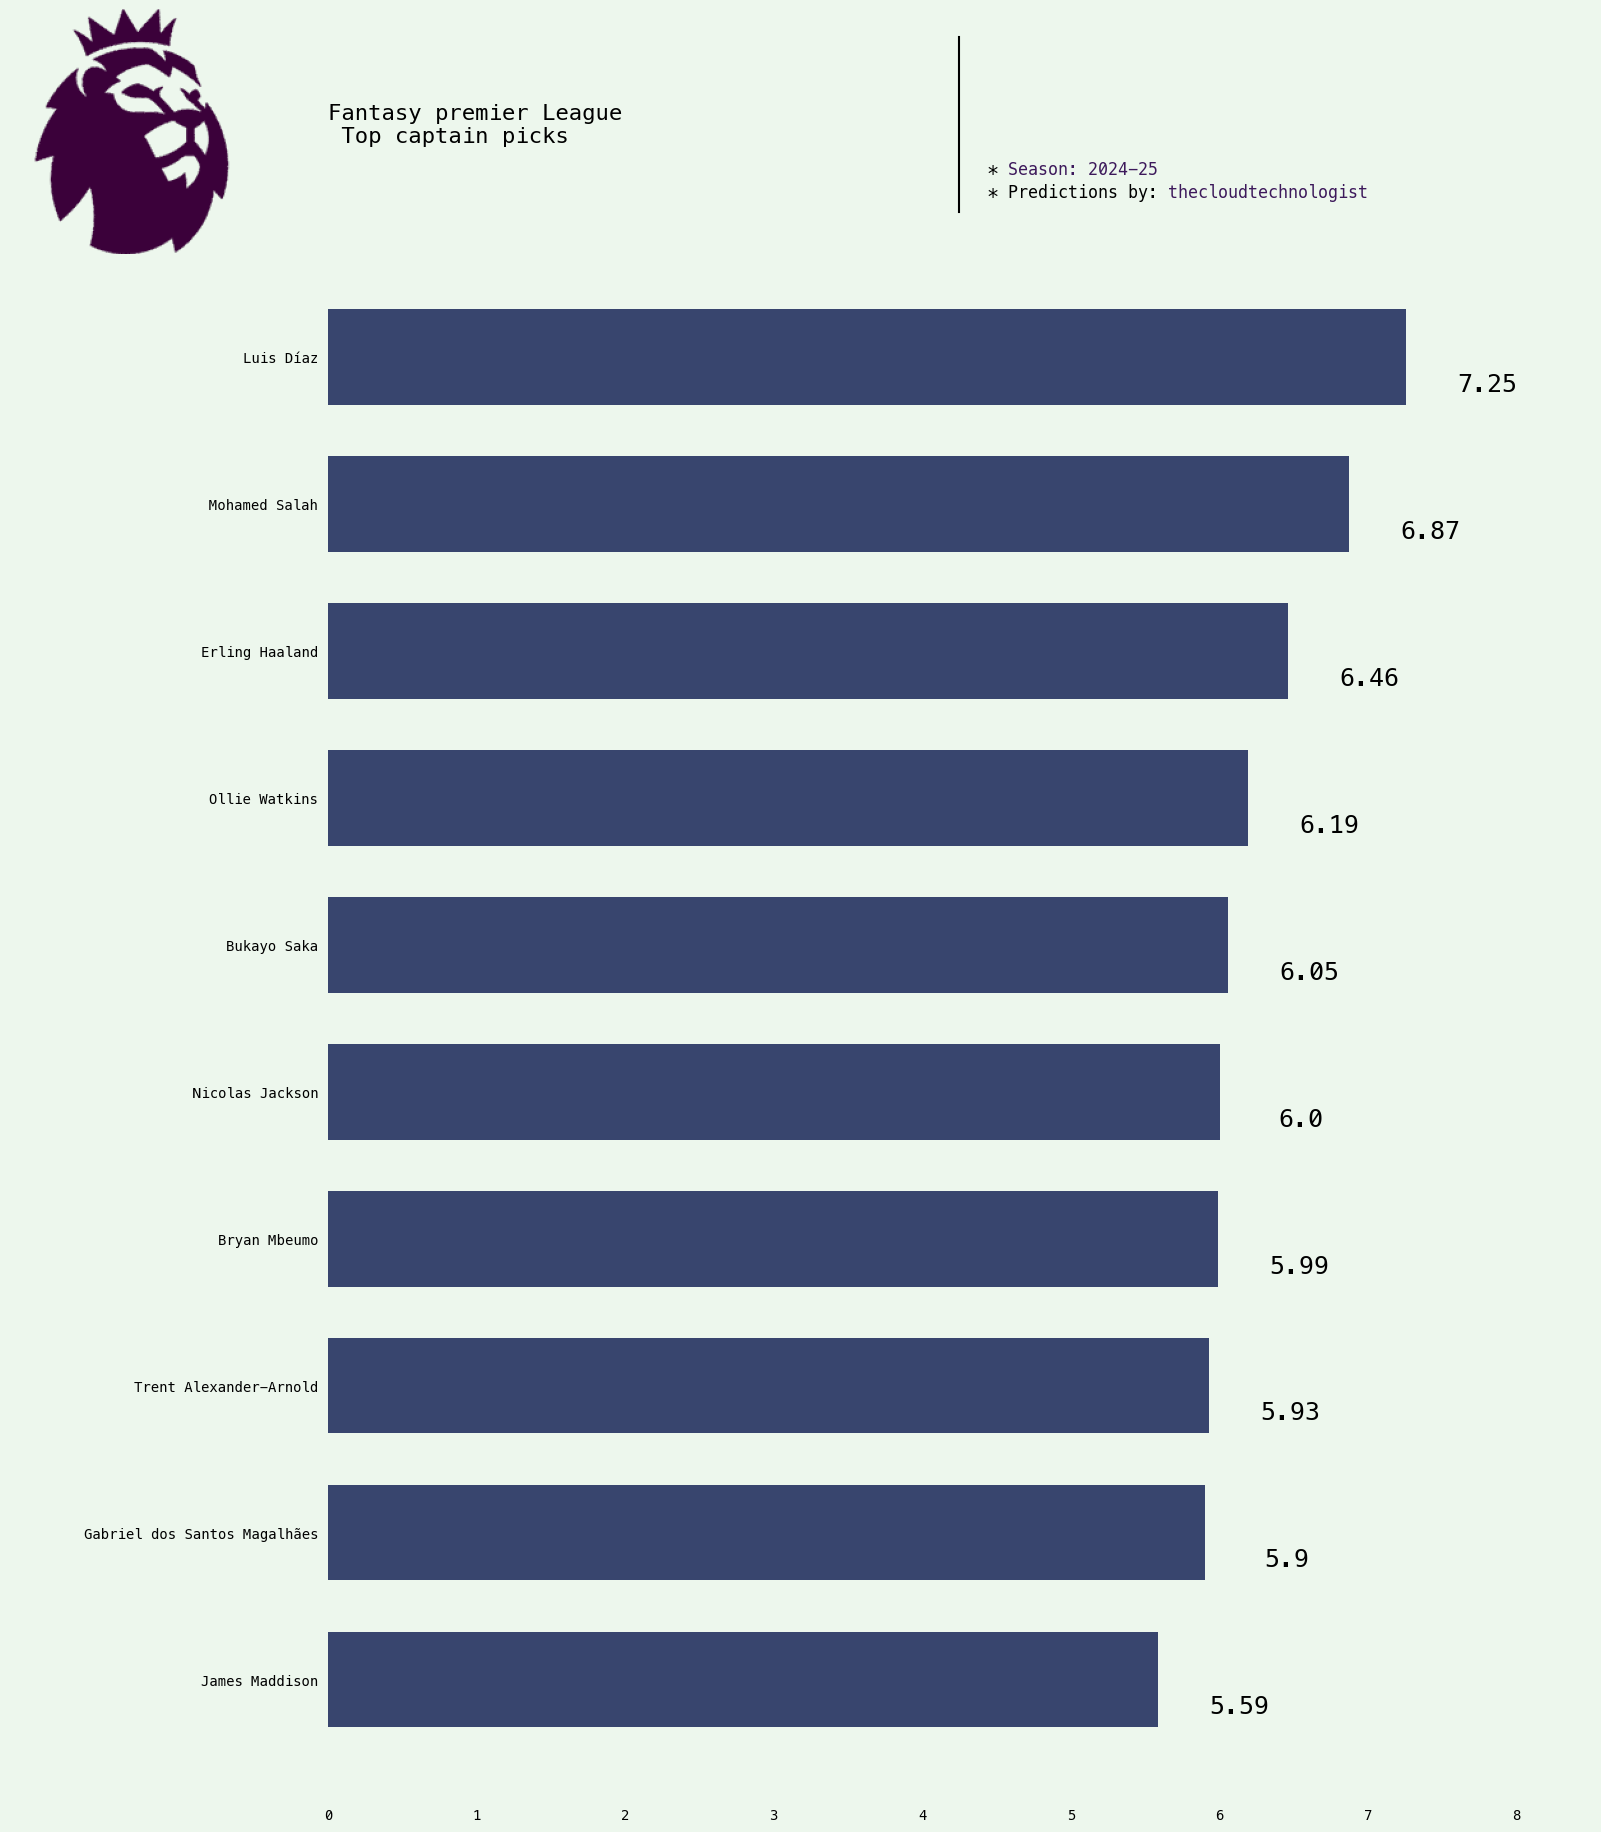 Fantasy premier League
Top captain picks
* Season: 2024−25
* Predictions by: thecloudtechnologist
Luis Díaz 7.25
Mohamed Salah 6.87
Erling Haaland 6.46
Ollie Watkins 6.19
Bukayo Saka 6.05
Nicolas Jackson 6.0
Bryan Mbeumo 5.99
Trent Alexander−Arnold 5.93
Gabriel dos Santos Magalhães 5.9
James Maddison 5.59
0 1 2 3 4 5 6 7 8